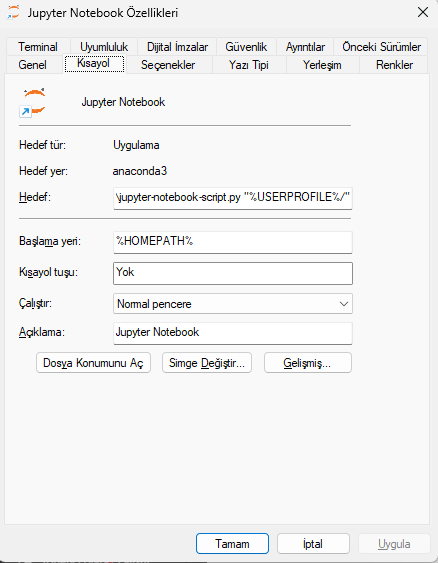 Jupyter Notebook Özellikleri
Terminal Uyumluluk Dijital İmzalar Güvenlik Ayrıntılar Önceki Sürümler
Genel Kısayol Seçenekler Yazı Tipi Yerleşim Renkler
Jupyter Notebook
Hedef tür: Uygulama
Hedef yer: anaconda3
Hedef: \jupyter-notebook-script.py "%USERPROFILE%/"
Başlama yeri: %HOMEPATH%
Kısayol tuşu: Yok
Çalıştır: Normal pencere
Açıklama: Jupyter Notebook
Dosya Konumunu Aç Simge Değiştir... Gelişmiş...
Tamam İptal Uygula